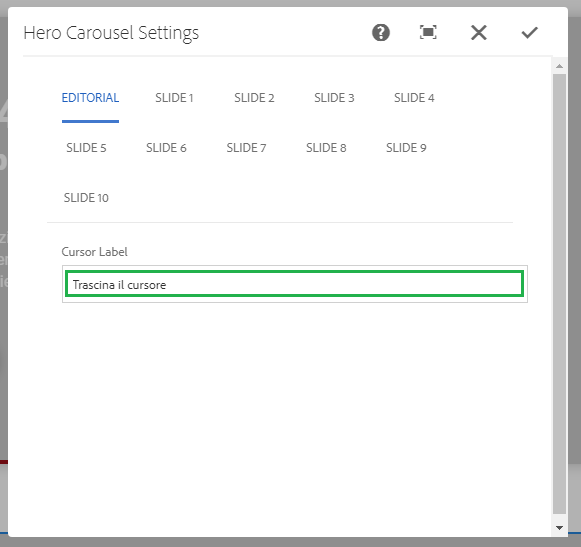 Hero Carousel Settings
EDITORIAL SLIDE 1 SLIDE 2 SLIDE 3 SLIDE 4
SLIDE 5 SLIDE 6 SLIDE 7 SLIDE 8 SLIDE 9
SLIDE 10
Cursor Label
Trascina il cursore